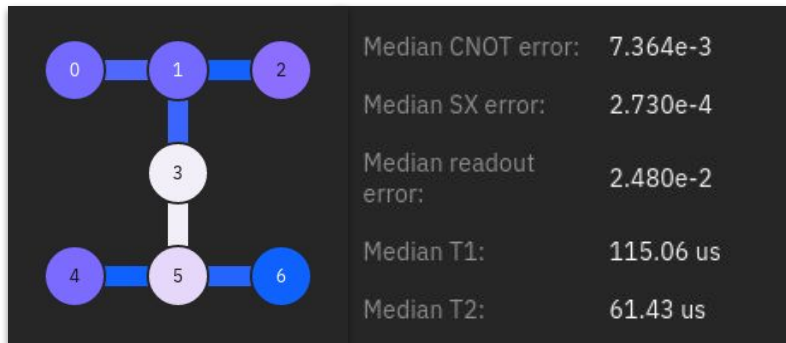 0 1 2
3
4 5 6
Median CNOT error: 7.364e-3
Median SX error: 2.730e-4
Median readout
error: 2.480e-2
Median T1: 115.06 us
Median T2: 61.43 us